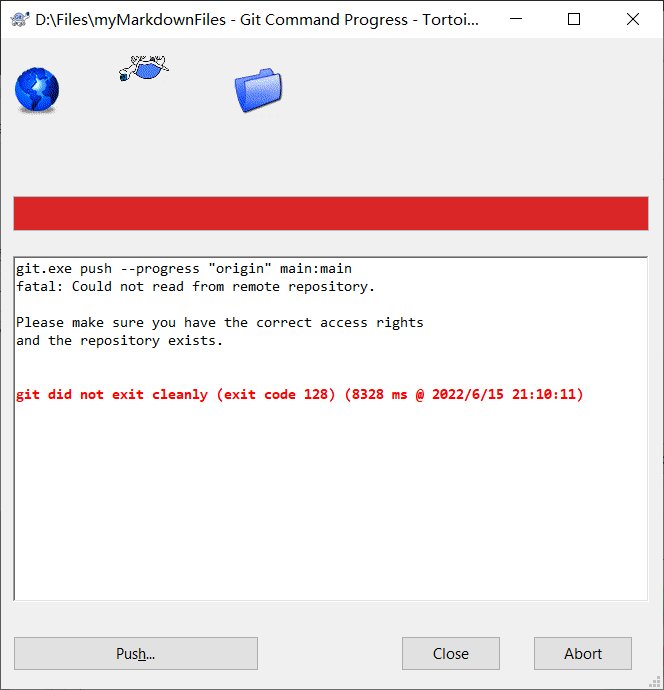 D:\Files\myMarkdownFiles - Git Command Progress - Tortoi...
git.exe push --progress "origin" main:main
fatal: Could not read from remote repository.
Please make sure you have the correct access rights
and the repository exists.
git did not exit cleanly (exit code 128) (8328 ms @ 2022/6/15 21:10:11)
Push...
Close
Abort